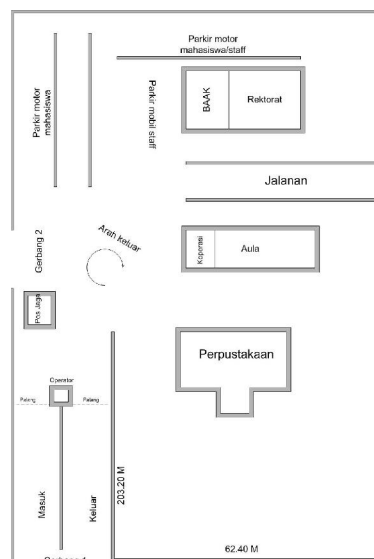 Parkir motor
mahasiswa/staff
Parkir motor
mahasiswa
Parkir mobil staff
BAAK
Rektorat
Jalanan
Gerbang 2
Arah keluar
Koperasi
Aula
Pos Jaga
Perpustakaan
Operator
Palang
Palang
Masuk
Keluar
203.20 M
62.40 M